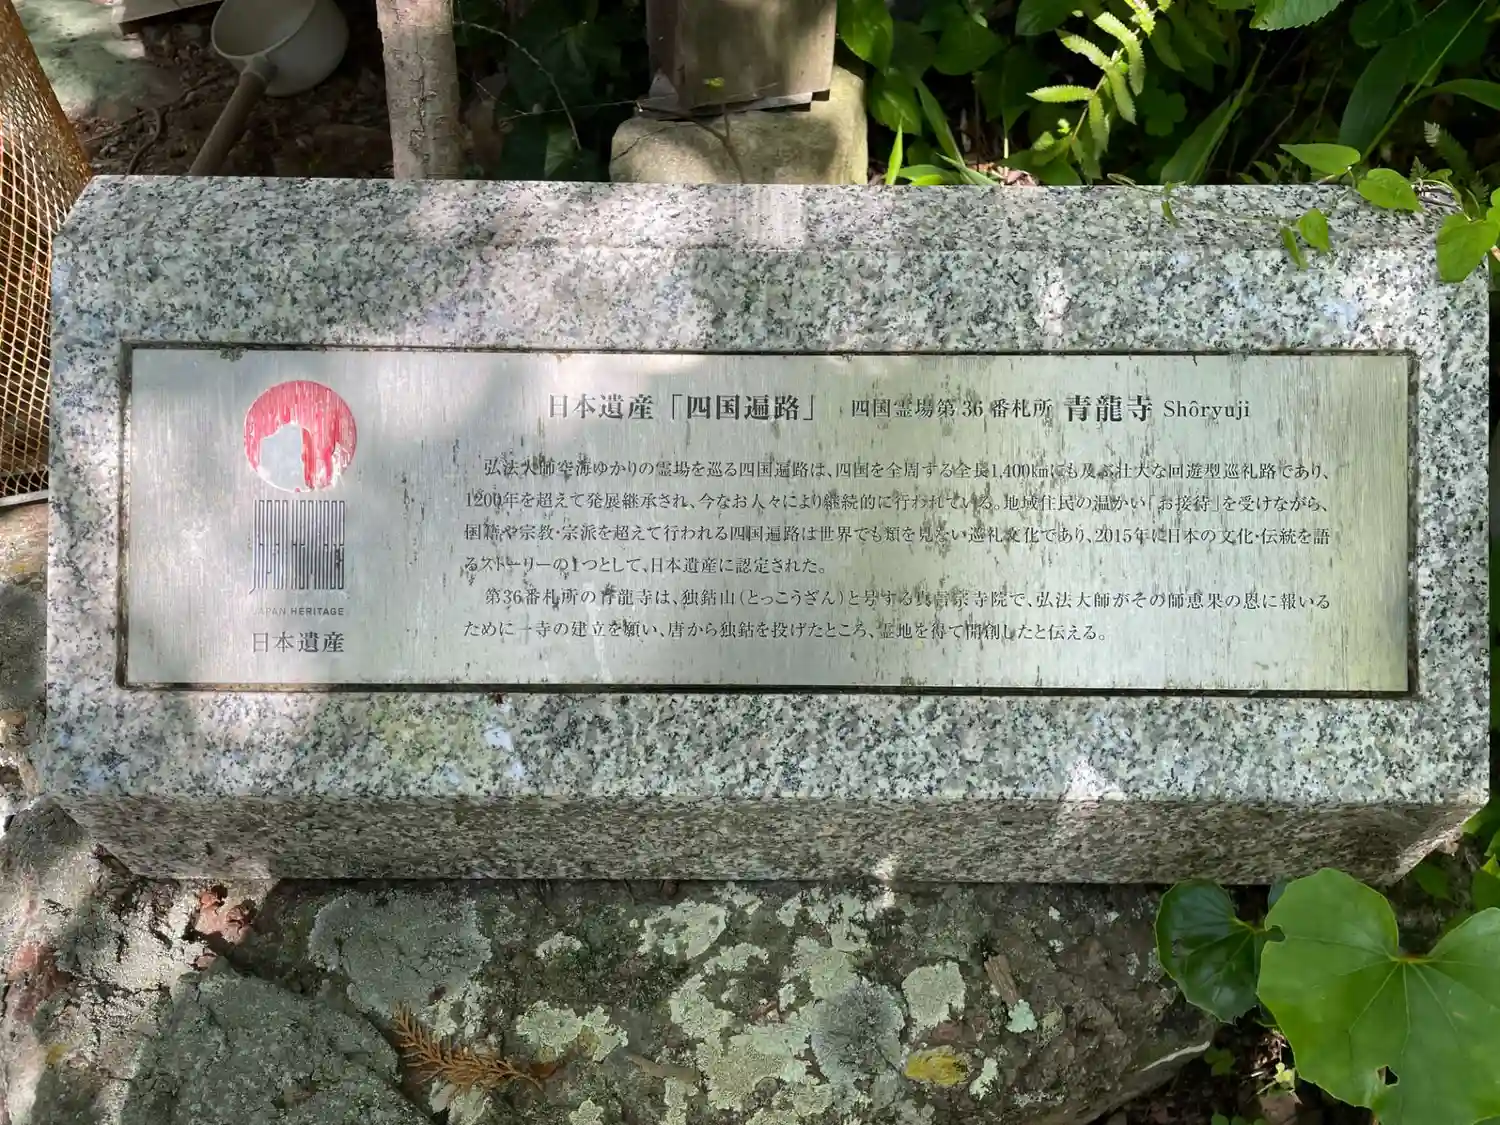 日本遺産「四国遍路」 四国霊場第36番札所 青龍寺 Shôryuji
弘法大師空海ゆかりの霊場を巡る四国遍路は、四国を全周する全長1,400㎞にも及ぶ壮大な回遊型巡礼路であり、
1200年を超えて発展継承され、今なお人々により継続的に行われている。地域住民の温かい「お接待」を受けながら、
国籍や宗教・宗派を超えて行われる四国遍路は世界でも類を見ない巡礼文化であり、2015年に日本の文化・伝統を語
るストーリーの1つとして、日本遺産に認定された。
第36番札所の青龍寺は、独鈷山（とっこうざん）と号する真言宗寺院で、弘法大師がその師恵果の恩に報いる
ために一寺の建立を願い、唐から独鈷を投げたところ、霊地を得て開創したと伝える。
JAPAN HERITAGE
JAPAN HERITAGE
JAPAN HERITAGE
日本遺産